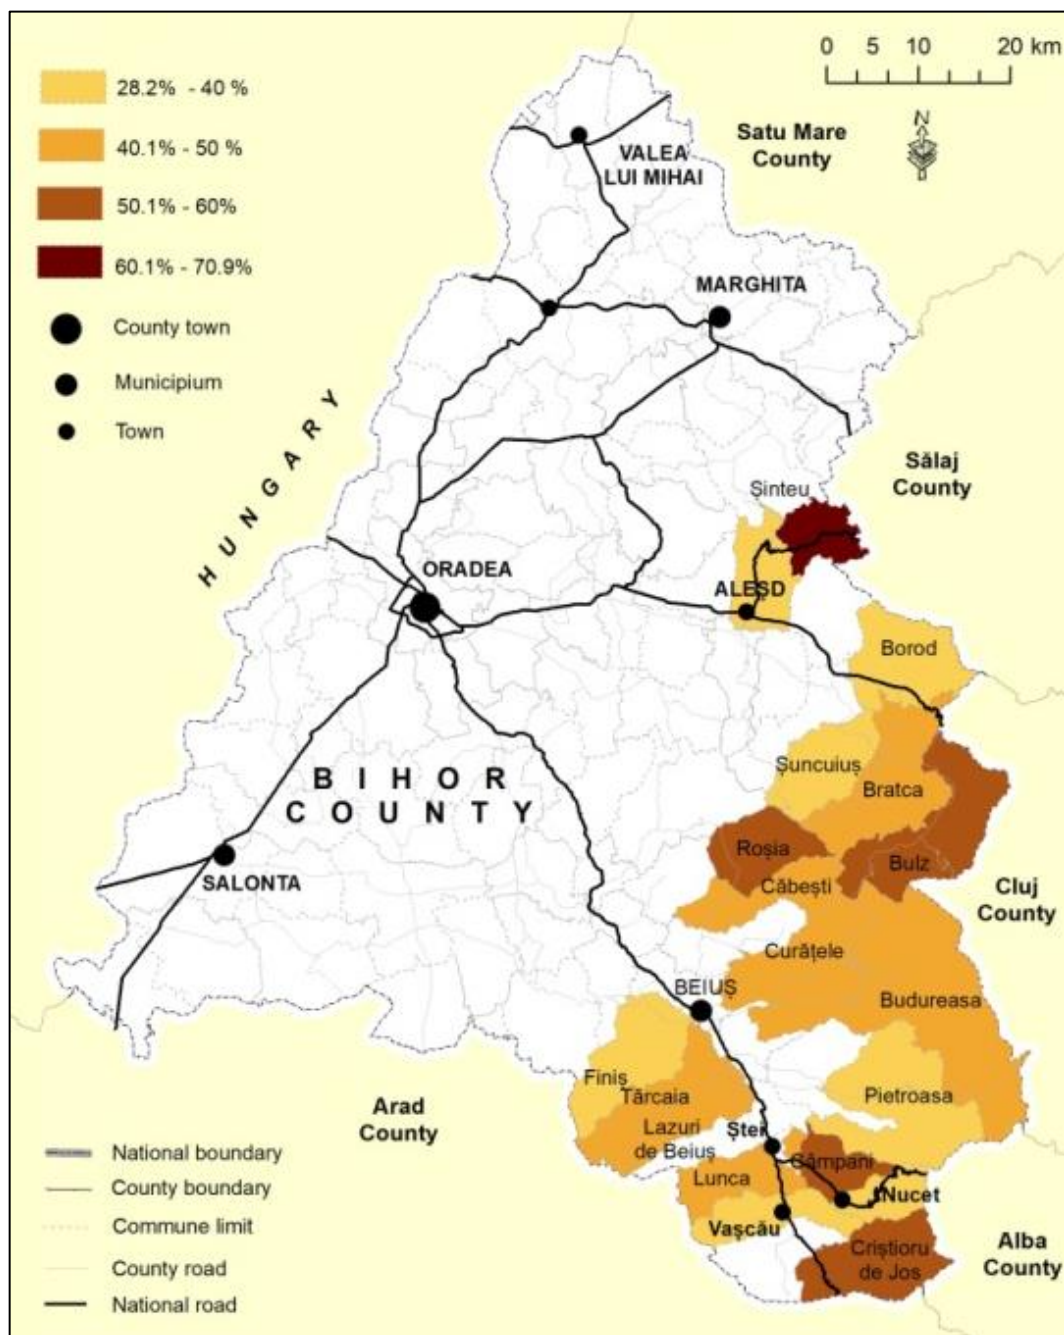 0 5 10 20 km
28.2% - 40 %
40.1% - 50 %
50.1% - 60%
60.1% - 70.9%
County town
Municipium
Town
N
Satu Mare
County
VALEA
LUI MIHAI
MARGHITA
HUNGARY
Sălaj
County
Șinteu
ORADEA
ALEȘD
Borod
Șuncuiuș
Bratca
BIHOR
COUNTY
Roșia
Bulz
Căbești
SALONTA
Cluj
County
Curățele
BEIUȘ
Budureasa
Finiș
Tărcaia
Pietroasa
Arad
County
Lazuri
de Beiuș
Ștei
Câmpani
Lunca
Nucet
Vașcău
Criștioru
de Jos
Alba
County
National boundary
County boundary
Commune limit
County road
National road